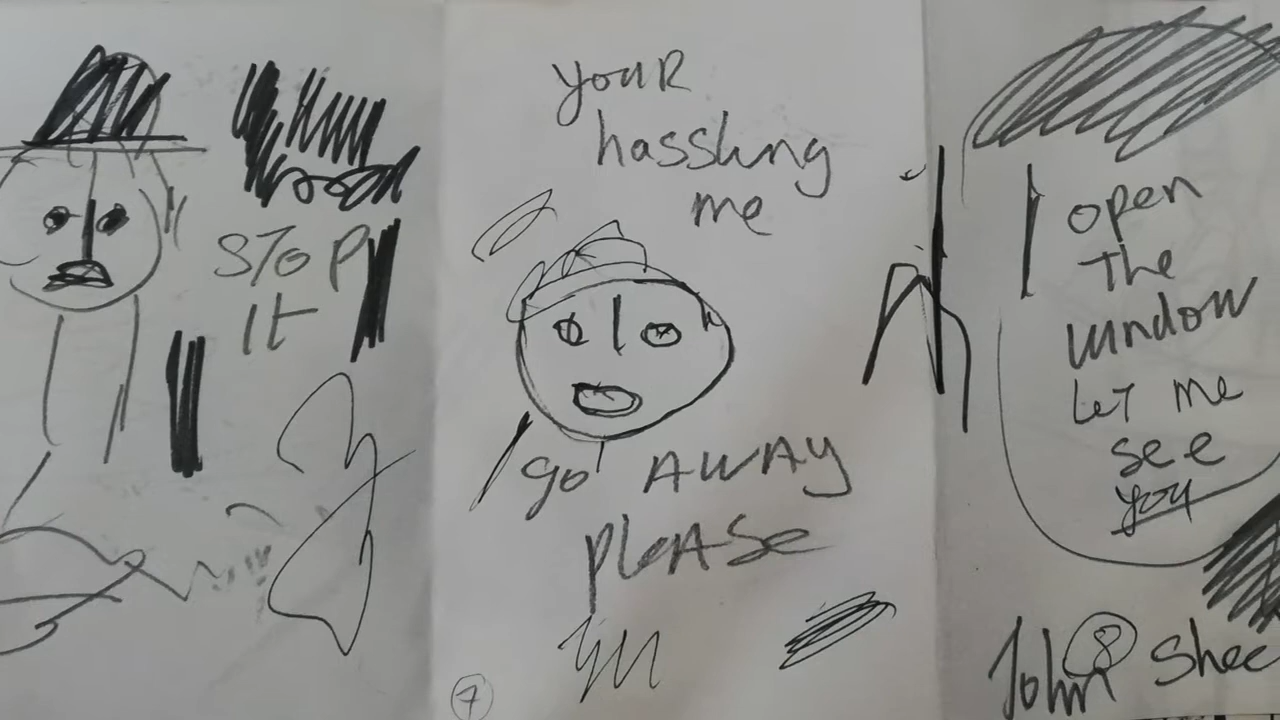 STOP
It
your
hassling
me
go AWAY
pleAse
7
open
The
window
LeT me
see
you
John
8
Shee